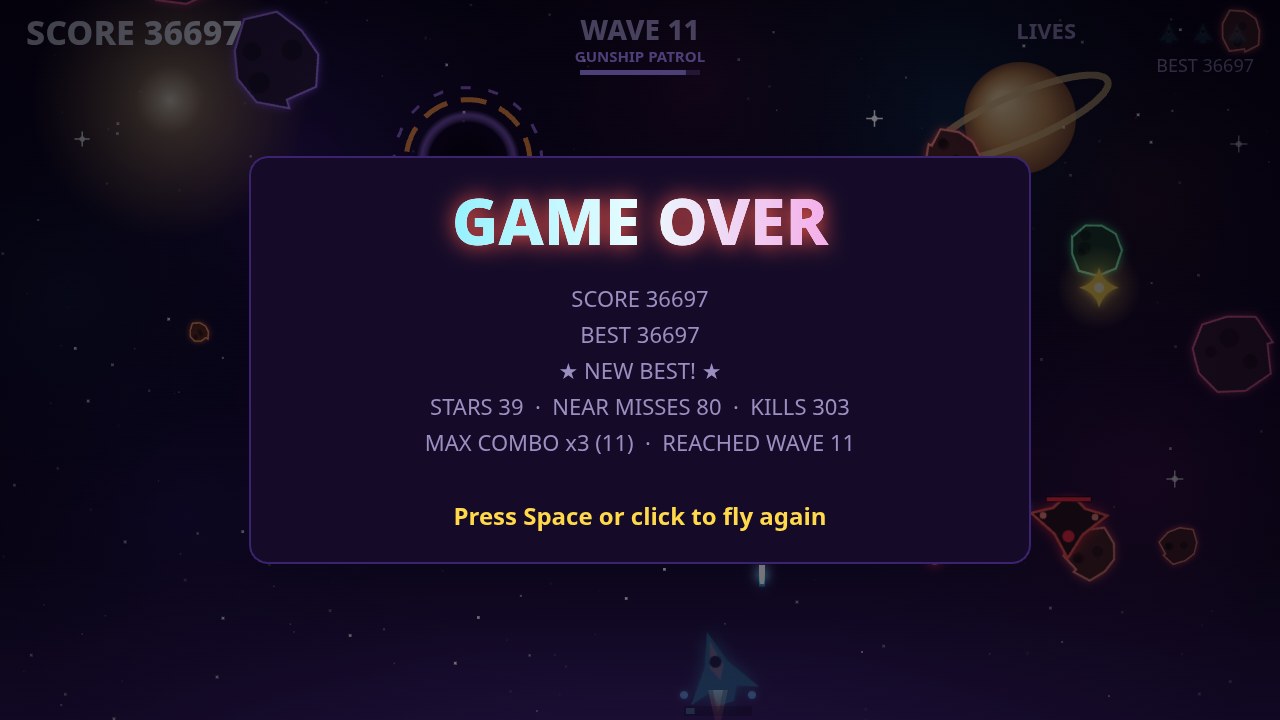 SCORE 36697
WAVE 11
GUNSHIP PATROL
LIVES
BEST 36697
GAME OVER
SCORE 36697
BEST 36697
★ NEW BEST! ★
STARS 39 · NEAR MISSES 80 · KILLS 303
MAX COMBO x3 (11) · REACHED WAVE 11
Press Space or click to fly again